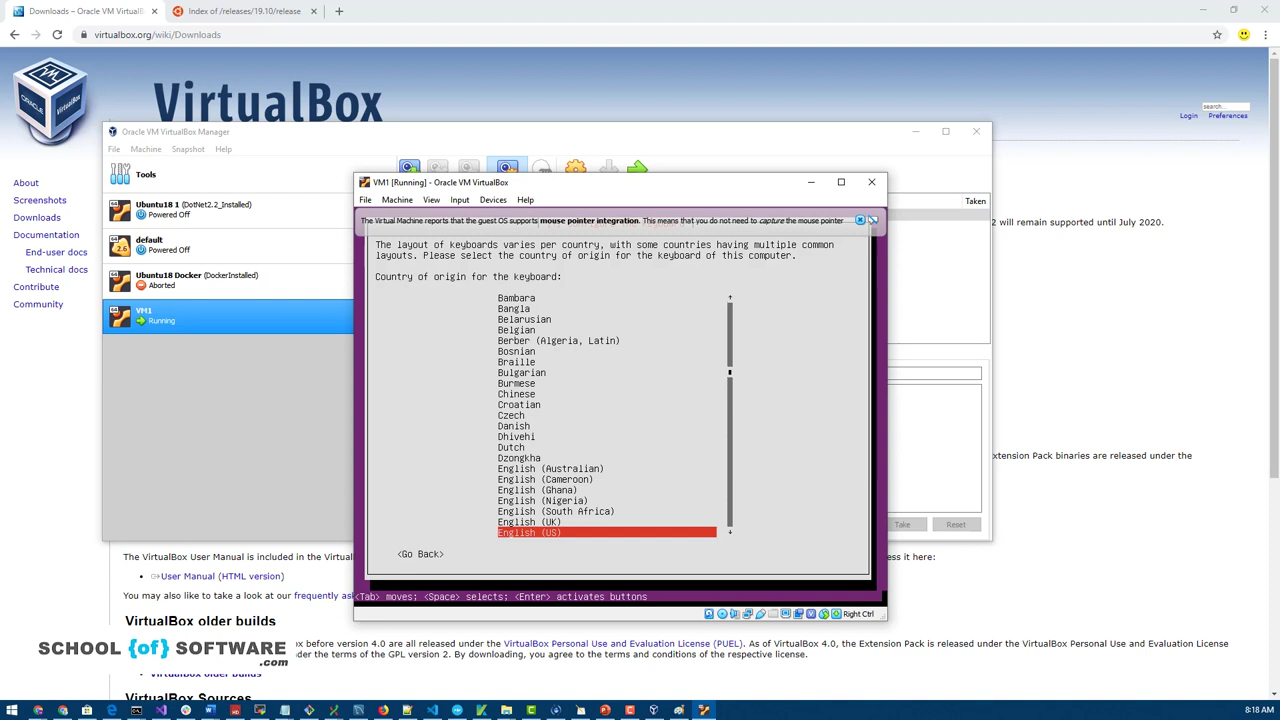 Downloads – Oracle VM VirtualBox
Index of /releases/19.10/release
virtualbox.org/wiki/Downloads
ORACLE
VM
VirtualBox
search...
Login Preferences
About
Screenshots
Downloads
Documentation
End-user docs
Technical docs
Contribute
Community
Oracle VM VirtualBox Manager
File Machine Snapshot Help
Tools
Ubuntu18 1 (DotNet2.2_Installed)
Powered Off
default
Powered Off
Ubuntu18 Docker (DockerInstalled)
Aborted
VM1
Running
Taken
Take Reset
2 will remain supported until July 2020.
xtension Pack binaries are released under the
VM1 [Running] - Oracle VM VirtualBox
File Machine View Input Devices Help
The Virtual Machine reports that the guest OS supports mouse pointer integration. This means that you do not need to capture the mouse pointer
The layout of keyboards varies per country, with some countries having multiple common
layouts. Please select the country of origin for the keyboard of this computer.
Country of origin for the keyboard:
Bambara
Bangla
Belarusian
Belgian
Berber (Algeria, Latin)
Bosnian
Braille
Bulgarian
Burmese
Chinese
Croatian
Czech
Danish
Dhivehi
Dutch
Dzongkha
English (Australian)
English (Cameroon)
English (Ghana)
English (Nigeria)
English (South Africa)
English (UK)
English (US)
<Go Back>
<Tab> moves; <Space> selects; <Enter> activates buttons
Right Ctrl
The VirtualBox User Manual is included in the Virtual
ess it here:
User Manual (HTML version)
You may also like to take a look at our frequently as
VirtualBox older builds
ox before version 4.0 are all released under the VirtualBox Personal Use and Evaluation License (PUEL). As of VirtualBox 4.0, the Extension Pack is released under the VirtualBox Personal Use and Evaluation License
nder the terms of the GPL version 2. By downloading, you agree to the terms and conditions of the respective license.
VirtualBox older builds
VirtualBox Sources
SCHOOL {of} SOFTWARE
.com
8:18 AM